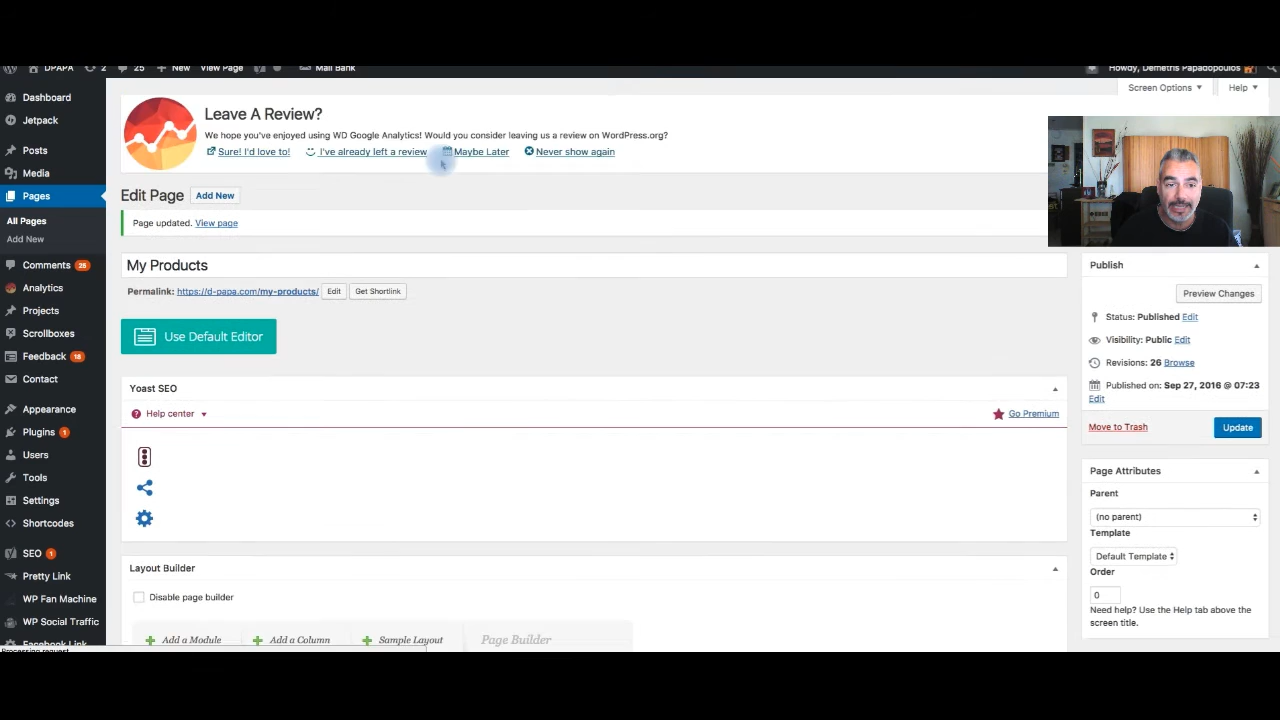 DPAPA 2 25 New View Page Mail Bank Howdy, Demetris Papadopoulos
Screen Options Help
Dashboard
Jetpack
Posts
Media
Pages
All Pages
Add New
Comments 25
Analytics
Projects
Scrollboxes
Feedback 18
Contact
Appearance
Plugins 1
Users
Tools
Settings
Shortcodes
SEO 1
Pretty Link
WP Fan Machine
WP Social Traffic
Facebook Link
Processing request
Leave A Review?
We hope you've enjoyed using WD Google Analytics! Would you consider leaving us a review on WordPress.org?
Sure! I'd love to! I've already left a review Maybe Later Never show again
Edit Page Add New
Page updated. View page
My Products
Permalink: https://d-papa.com/my-products/ Edit Get Shortlink
Use Default Editor
Yoast SEO
Help center Go Premium
Layout Builder
Disable page builder
Add a Module Add a Column Sample Layout Page Builder
Publish
Preview Changes
Status: Published Edit
Visibility: Public Edit
Revisions: 26 Browse
Published on: Sep 27, 2016 @ 07:23
Edit
Move to Trash Update
Page Attributes
Parent
(no parent)
Template
Default Template
Order
0
Need help? Use the Help tab above the
screen title.